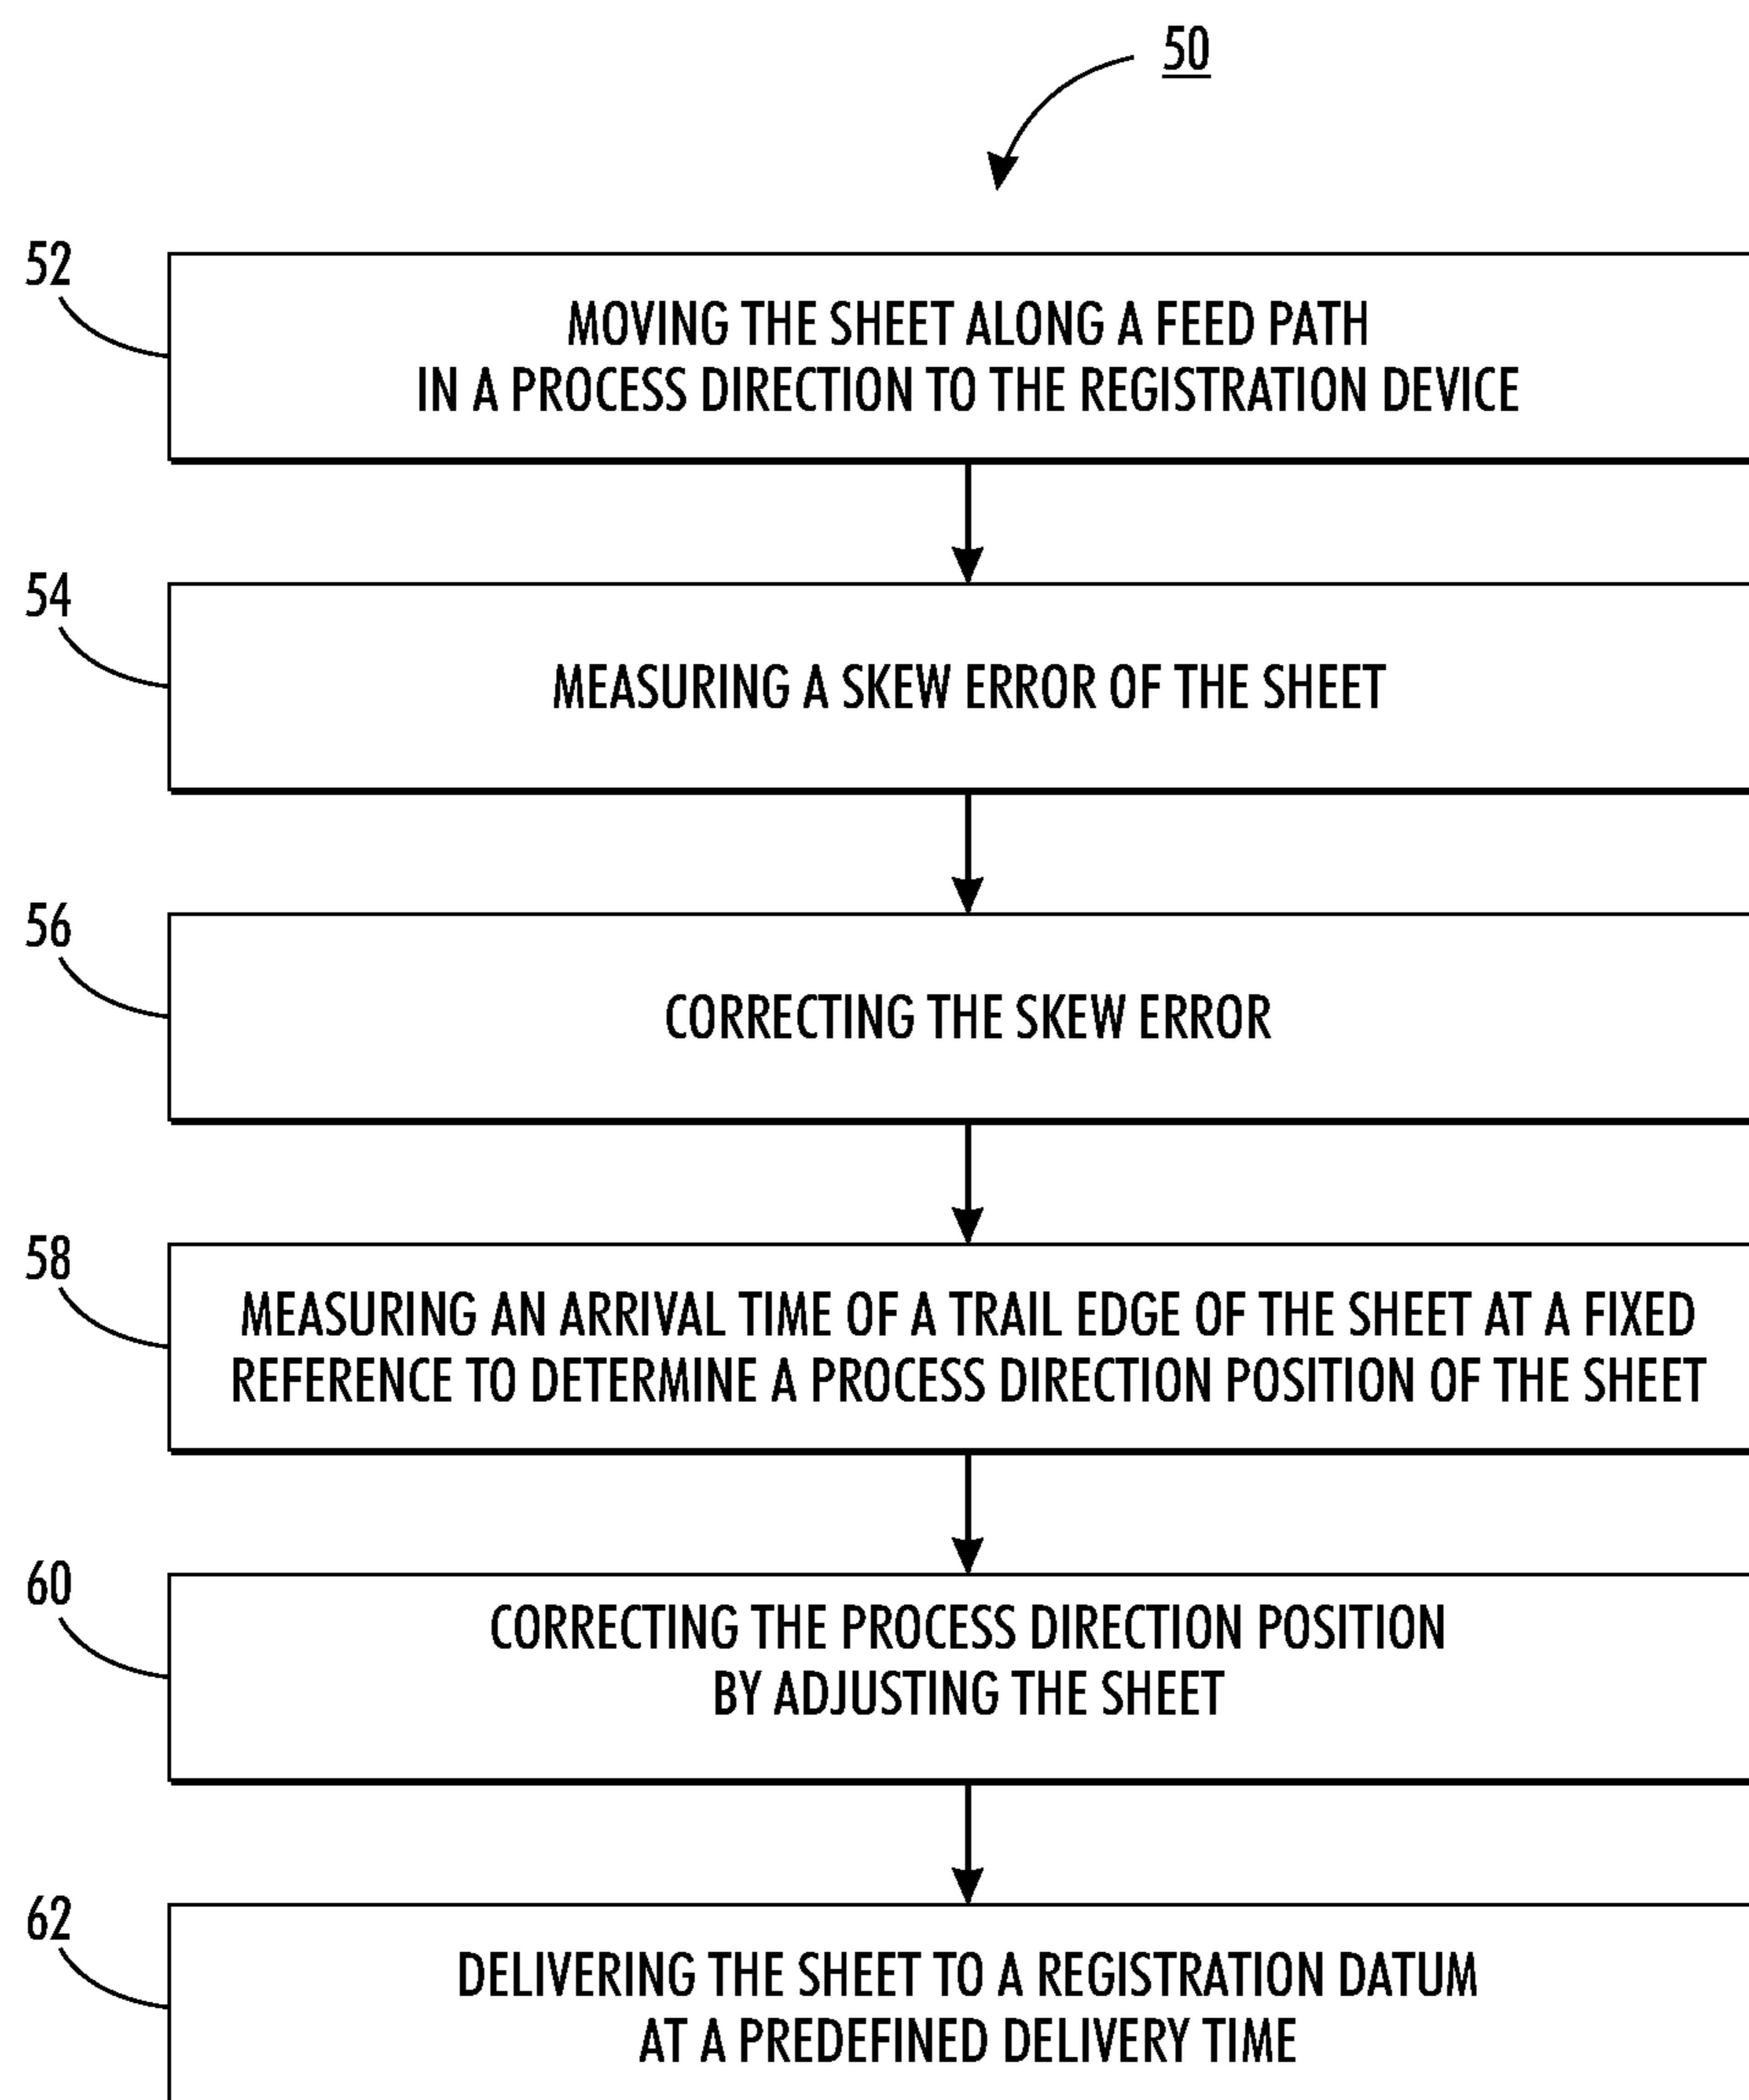 50
52
MOVING THE SHEET ALONG A FEED PATH
IN A PROCESS DIRECTION TO THE REGISTRATION DEVICE
54
MEASURING A SKEW ERROR OF THE SHEET
56
CORRECTING THE SKEW ERROR
58
MEASURING AN ARRIVAL TIME OF A TRAIL EDGE OF THE SHEET AT A FIXED
REFERENCE TO DETERMINE A PROCESS DIRECTION POSITION OF THE SHEET
60
CORRECTING THE PROCESS DIRECTION POSITION
BY ADJUSTING THE SHEET
62
DELIVERING THE SHEET TO A REGISTRATION DATUM
AT A PREDEFINED DELIVERY TIME